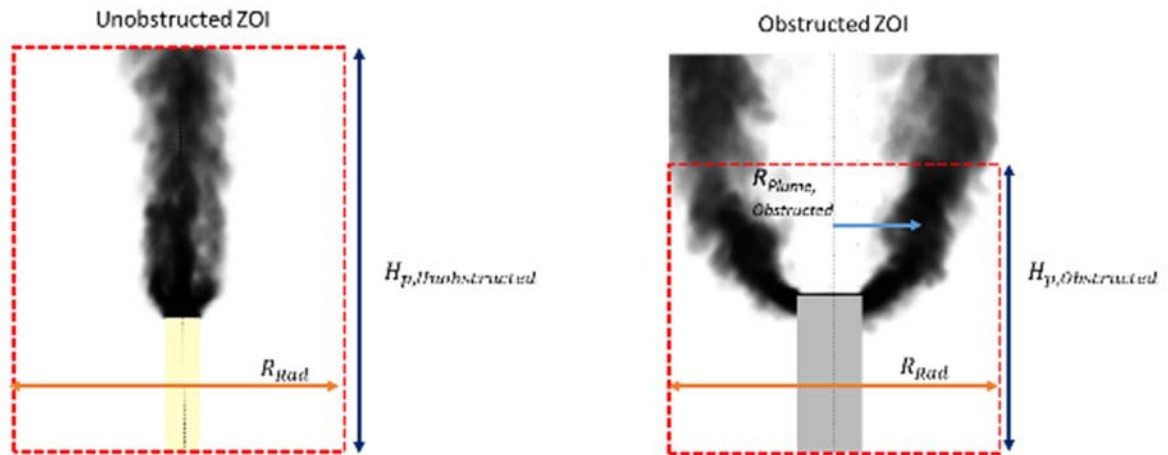 Unobstructed ZOI
Obstructed ZOI
R_Plume,
Obstructed
H_p,Unobstructed
H_p,Obstructed
R_Rad
R_Rad